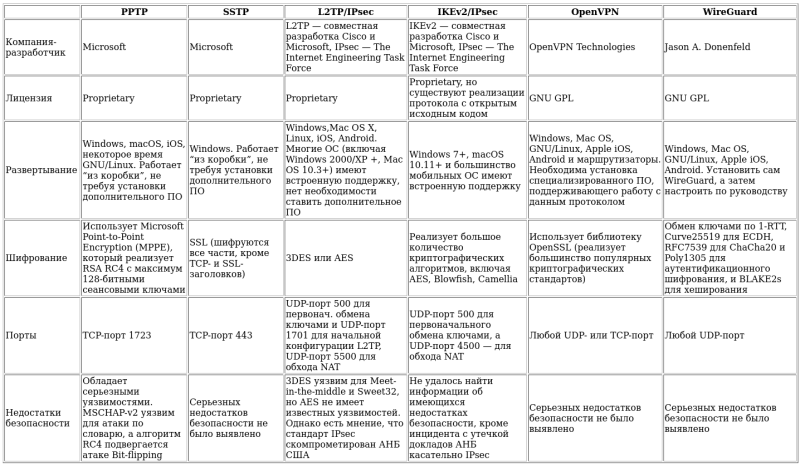 PPTP
SSTP
L2TP/IPsec
IKEv2/IPsec
OpenVPN
WireGuard
Компания-
разработчик
Microsoft
Microsoft
L2TP — совместная
разработка Cisco и
Microsoft, IPsec — The
Internet Engineering Task
Force
IKEv2 — совместная
разработка Cisco и
Microsoft, IPsec — The
Internet Engineering
Task Force
OpenVPN Technologies
Jason A. Donenfeld
Лицензия
Proprietary
Proprietary
Proprietary
Proprietary, но
существуют реализации
протокола с открытым
исходным кодом
GNU GPL
GNU GPL
Развертывание
Windows, macOS, iOS,
некоторое время
GNU/Linux. Работает
“из коробки”, не
требуя установки
дополнительного ПО
Windows. Работает
“из коробки”, не
требуя установки
дополнительного
ПО
Windows,Mac OS X,
Linux, iOS, Android.
Многие ОС (включая
Windows 2000/XP +, Mac
OS 10.3+) имеют
встроенную поддержку,
нет необходимости
ставить дополнительное
ПО
Windows 7+, macOS
10.11+ и большинство
мобильных ОС имеют
встроенную поддержку
Windows, Mac OS,
GNU/Linux, Apple iOS,
Android и маршрутизаторы.
Необходима установка
специализированного ПО,
поддерживающего работу с
данным протоколом
Windows, Mac OS,
GNU/Linux, Apple iOS,
Android. Установить сам
WireGuard, а затем
настроить по руководству
Шифрование
Использует Microsoft
Point-to-Point
Encryption (MPPE),
который реализует
RSA RC4 с максимум
128-битными
сеансовыми ключами
SSL (шифруются
все части, кроме
TCP- и SSL-
заголовков)
3DES или AES
Реализует большое
количество
криптографических
алгоритмов, включая
AES, Blowfish, Camellia
Использует библиотеку
OpenSSL (реализует
большинство популярных
криптографических
стандартов)
Обмен ключами по 1-RTT,
Curve25519 для ECDH,
RFC7539 для ChaCha20 и
Poly1305 для
аутентификационного
шифрования, и BLAKE2s
для хеширования
Порты
TCP-порт 1723
TCP-порт 443
UDP-порт 500 для
первонач. обмена
ключами и UDP-порт
1701 для начальной
конфигурации L2TP,
UDP-порт 5500 для
обхода NAT
UDP-порт 500 для
первоначального
обмена ключами, а
UDP-порт 4500 — для
обхода NAT
Любой UDP- или TCP-порт
Любой UDP-порт
Недостатки
безопасности
Обладает
серьезными
уязвимостями.
MSCHAP-v2 уязвим
для атаки по
словарю, а алгоритм
RC4 подвергается
атаке Bit-flipping
Серьезных
недостатков
безопасности не
было выявлено
3DES уязвим для Meet-
in-the-middle и Sweet32,
но AES не имеет
известных уязвимостей.
Однако есть мнение, что
стандарт IPsec
скомпрометирован АНБ
США
Не удалось найти
информации об
имеющихся
недостатках
безопасности, кроме
инцидента с утечкой
докладов АНБ
касательно IPsec
Серьезных недостатков
безопасности не было
выявлено
Серьезных недостатков
безопасности не было
выявлено